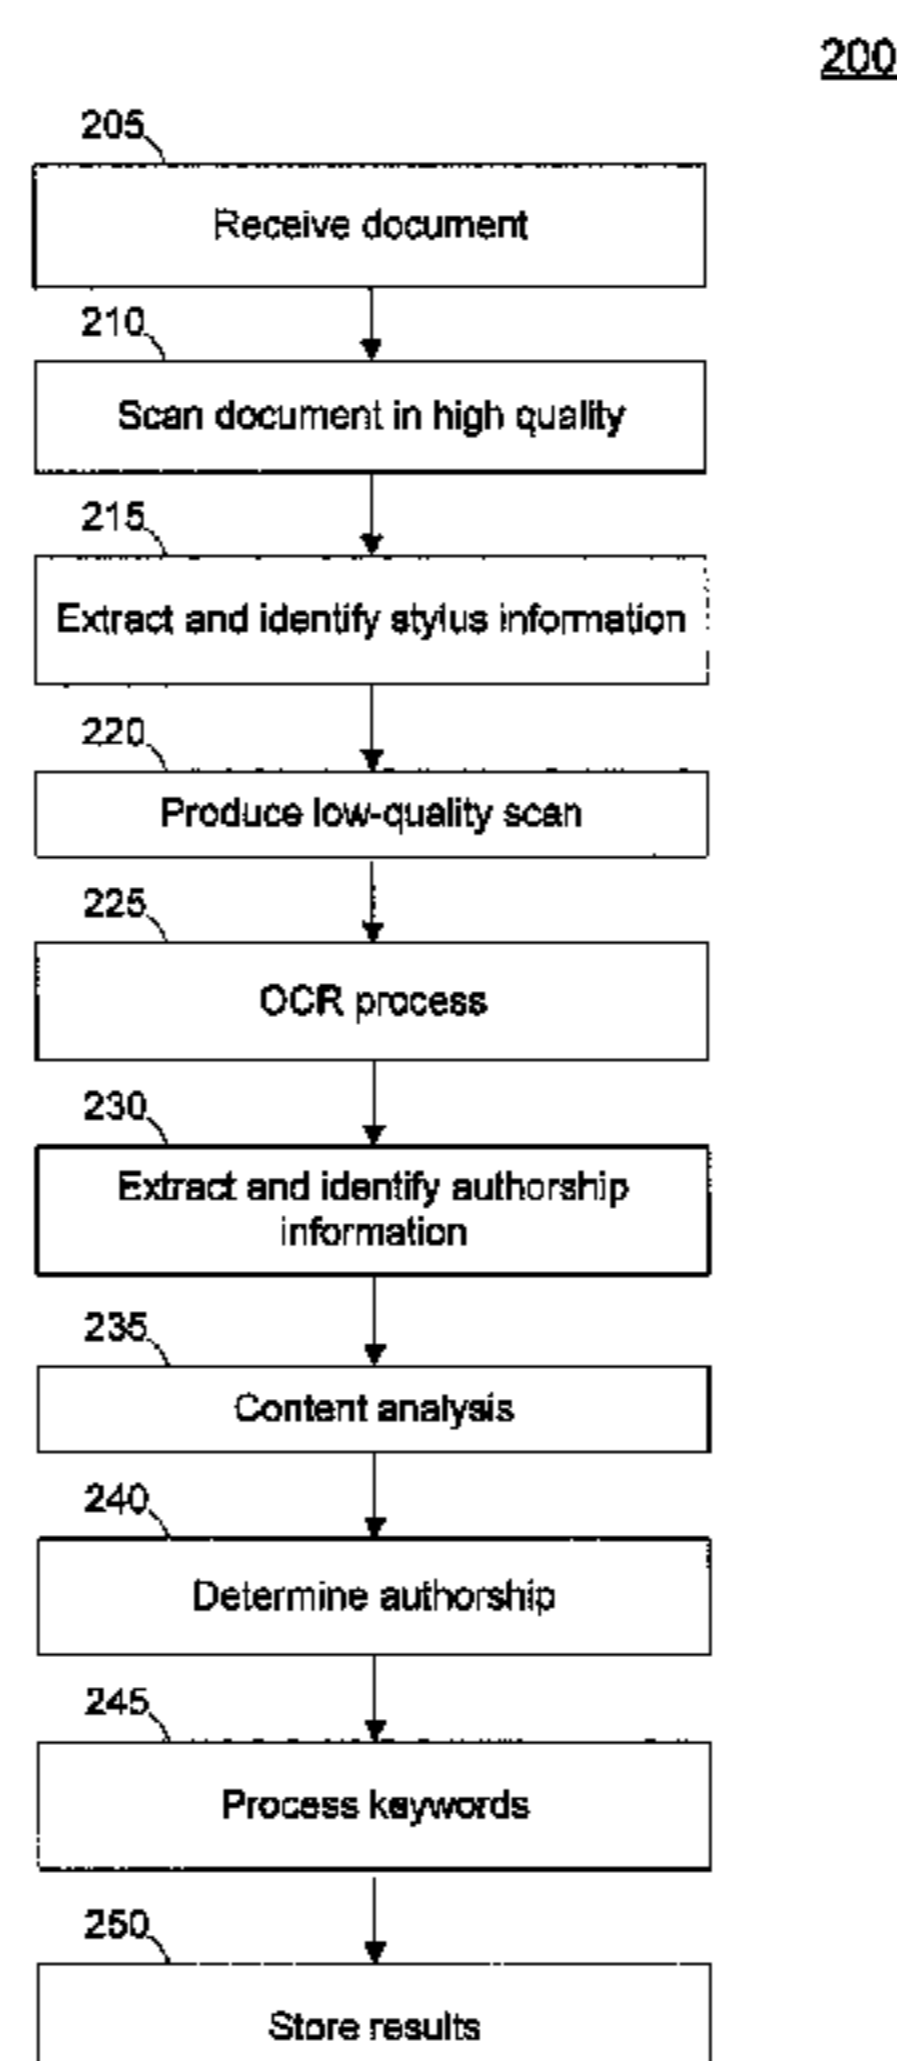 200
205
Receive document
210
Scan document in high quality
215
Extract and identify stylus information
220
Produce low-quality scan
225
OCR process
230
Extract and identify authorship
information
235
Content analysis
240
Determine authorship
245
Process keywords
250
Store results